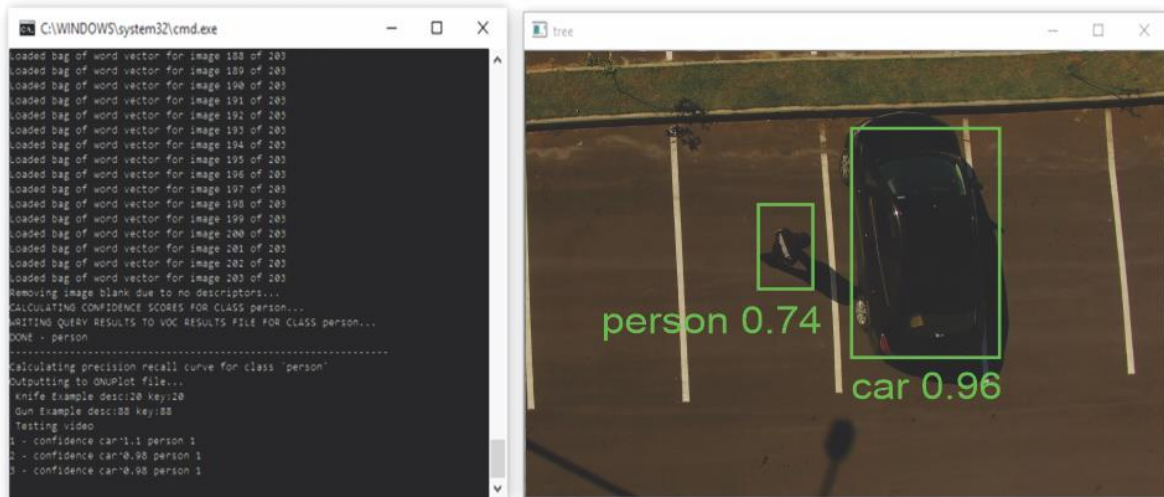 C:\WINDOWS\system32\cmd.exe
Loaded bag of word vector for image 188 of 203
Loaded bag of word vector for image 189 of 203
Loaded bag of word vector for image 190 of 203
Loaded bag of word vector for image 191 of 203
Loaded bag of word vector for image 192 of 203
Loaded bag of word vector for image 193 of 203
Loaded bag of word vector for image 194 of 203
Loaded bag of word vector for image 195 of 203
Loaded bag of word vector for image 196 of 203
Loaded bag of word vector for image 197 of 203
Loaded bag of word vector for image 198 of 203
Loaded bag of word vector for image 199 of 203
Loaded bag of word vector for image 200 of 203
Loaded bag of word vector for image 201 of 203
Loaded bag of word vector for image 202 of 203
Loaded bag of word vector for image 203 of 203
Removing image blank due to no descriptors...
CALCULATING CONFIDENCE SCORES FOR CLASS person...
WRITING QUERY RESULTS TO VOC RESULTS FILE FOR CLASS person...
DONE - person
---------------------------------------------------------------
Calculating precision recall curve for class 'person'
Outputting to GNUPlot file...
Knife Example desc:20 key:20
Gun Example desc:88 key:88
Testing video
1 - confidence car~1.1 person 1
2 - confidence car~0.98 person 1
3 - confidence car~0.98 person 1
tree
person 0.74
car 0.96